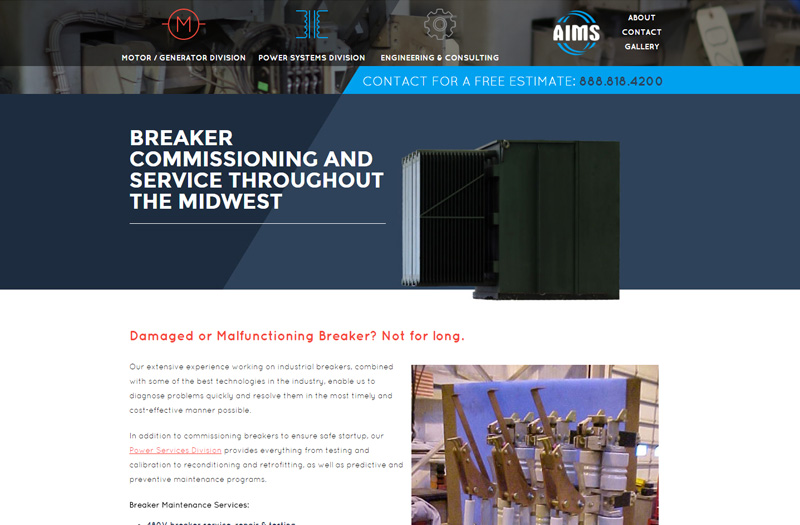 M
AIMS
ABOUT
CONTACT
GALLERY
MOTOR / GENERATOR DIVISION
POWER SYSTEMS DIVISION
ENGINEERING & CONSULTING
CONTACT FOR A FREE ESTIMATE: 888.818.4200
BREAKER
COMMISSIONING AND
SERVICE THROUGHOUT
THE MIDWEST
Damaged or Malfunctioning Breaker? Not for long.
Our extensive experience working on industrial breakers, combined
with some of the best technologies in the industry, enable us to
diagnose problems quickly and resolve them in the most timely and
cost-effective manner possible.
In addition to commissioning breakers to ensure safe startup, our
Power Services Division provides everything from testing and
calibration to reconditioning and retrofitting, as well as predictive and
preventive maintenance programs.
Breaker Maintenance Services:
480V breaker service, repair & testing